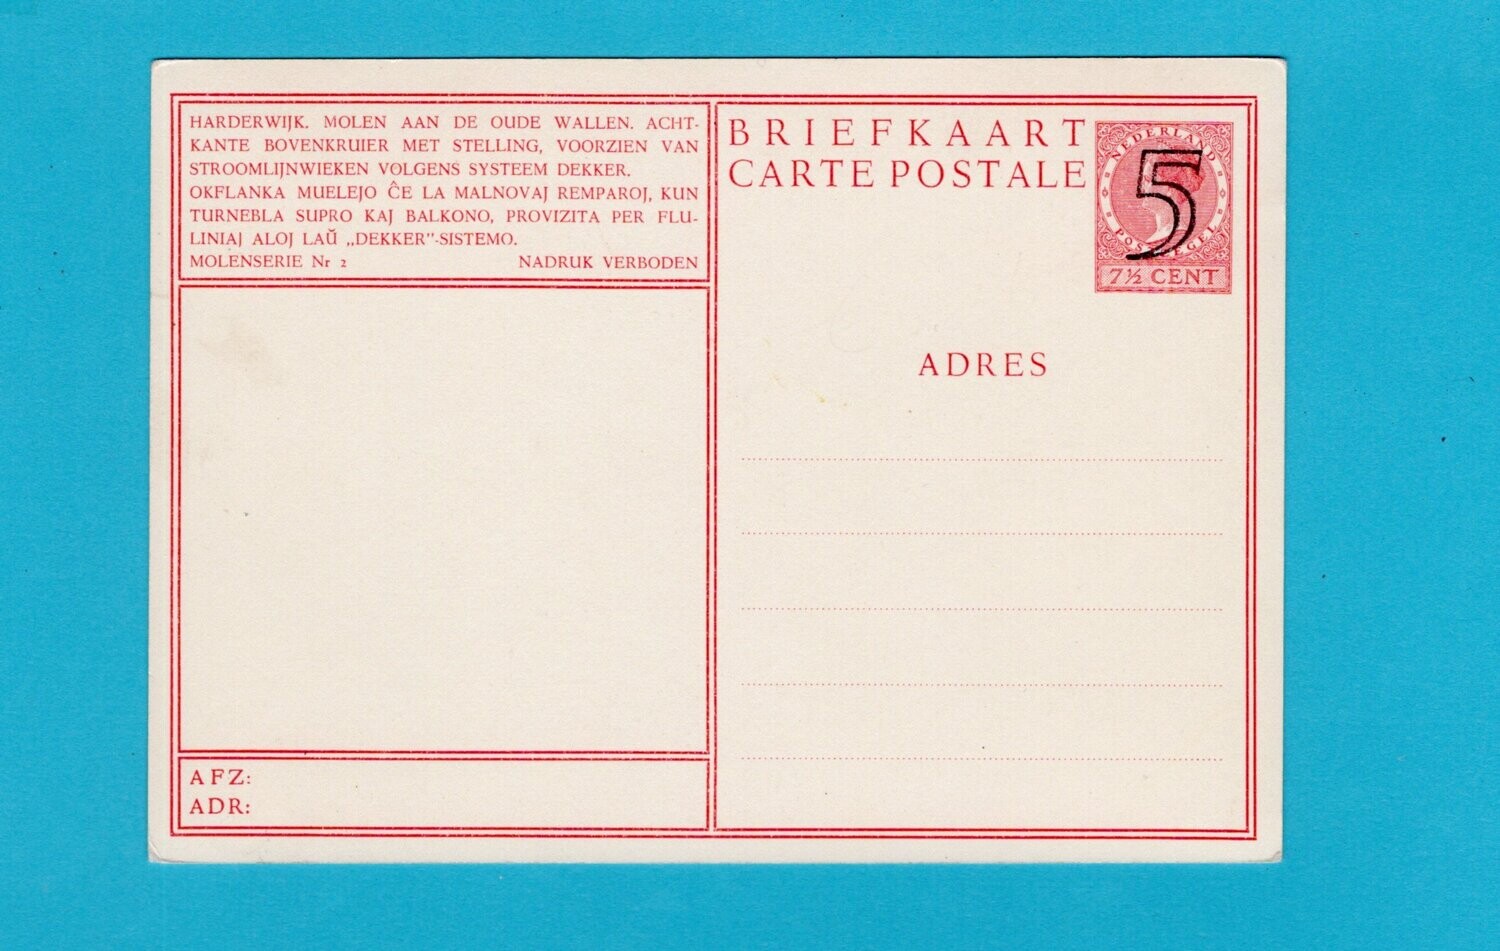 HARDERWIJK. MOLEN AAN DE OUDE WALLEN. ACHT-
KANTE BOVENKRUIER MET STELLING, VOORZIEN VAN
STROOMLIJNWIEKEN VOLGENS SYSTEEM DEKKER.
OKFLANKA MUELEJO ĈE LA MALNOVAJ REMPAROJ, KUN
TURNEBLA SUPRO KAJ BALKONO, PROVIZITA PER FLU-
LINIAJ ALOJ LAŬ „DEKKER”-SISTEMO.
MOLENSERIE Nr 2 NADRUK VERBODEN
AFZ:
ADR:
BRIEFKAART
CARTE POSTALE
NEDERLAND
5
POSTZEGEL
7½ CENT
ADRES